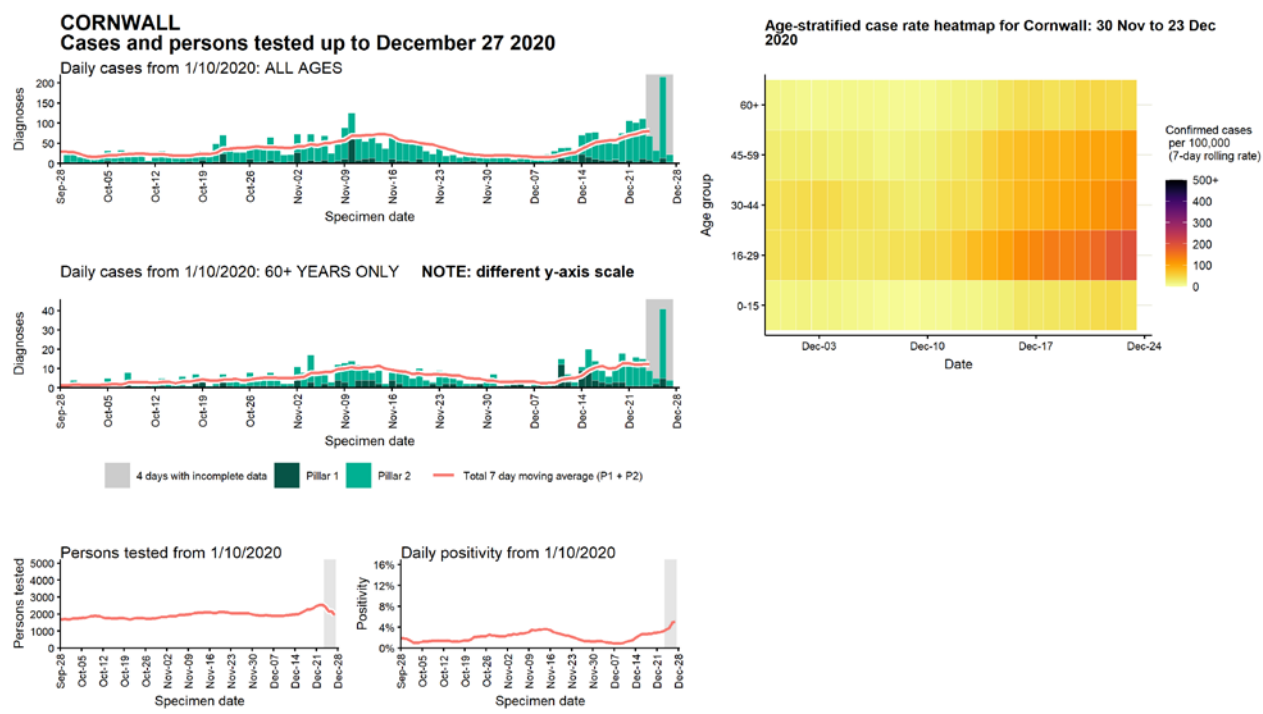 CORNWALL
Cases and persons tested up to December 27 2020
Daily cases from 1/10/2020: ALL AGES
Diagnoses
200
150
100
50
0
Sep-28 Oct-05 Oct-12 Oct-19 Oct-26 Nov-02 Nov-09 Nov-16 Nov-23 Nov-30 Dec-07 Dec-14 Dec-21 Dec-28
Specimen date
Daily cases from 1/10/2020: 60+ YEARS ONLY NOTE: different y-axis scale
Diagnoses
40
30
20
10
0
Sep-28 Oct-05 Oct-12 Oct-19 Oct-26 Nov-02 Nov-09 Nov-16 Nov-23 Nov-30 Dec-07 Dec-14 Dec-21 Dec-28
Specimen date
4 days with incomplete data Pillar 1 Pillar 2 Total 7 day moving average (P1 + P2)
Persons tested from 1/10/2020
Persons tested
5000
4000
3000
2000
1000
0
Sep-28 Oct-05 Oct-12 Oct-19 Oct-26 Nov-02 Nov-09 Nov-16 Nov-23 Nov-30 Dec-07 Dec-14 Dec-21 Dec-28
Specimen date
Daily positivity from 1/10/2020
Positivity
16%
12%
8%
4%
0%
Sep-28 Oct-05 Oct-12 Oct-19 Oct-26 Nov-02 Nov-09 Nov-16 Nov-23 Nov-30 Dec-07 Dec-14 Dec-21 Dec-28
Specimen date
Age-stratified case rate heatmap for Cornwall: 30 Nov to 23 Dec
2020
Age group
60+
45-59
30-44
16-29
0-15
Dec-03 Dec-10 Dec-17 Dec-24
Date
Confirmed cases
per 100,000
(7-day rolling rate)
500+
400
300
200
100
0